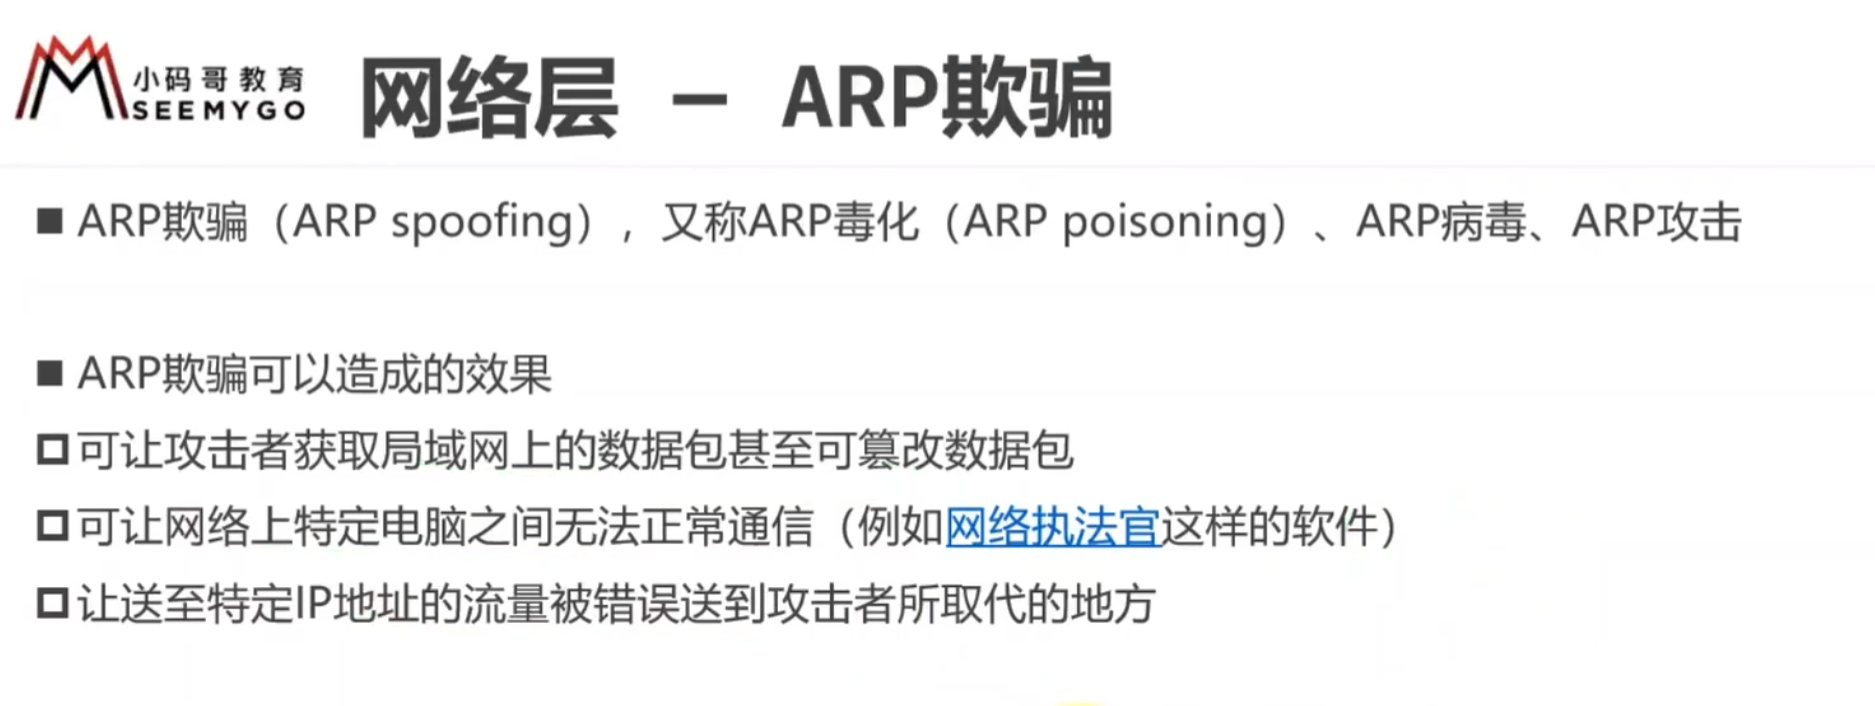 小码哥教育
SEEMYGO
网络层 － ARP欺骗
■ ARP欺骗（ARP spoofing），又称ARP毒化（ARP poisoning）、ARP病毒、ARP攻击
■ ARP欺骗可以造成的效果
可让攻击者获取局域网上的数据包甚至可篡改数据包
可让网络上特定电脑之间无法正常通信（例如网络执法官这样的软件）
让送至特定IP地址的流量被错误送到攻击者所取代的地方